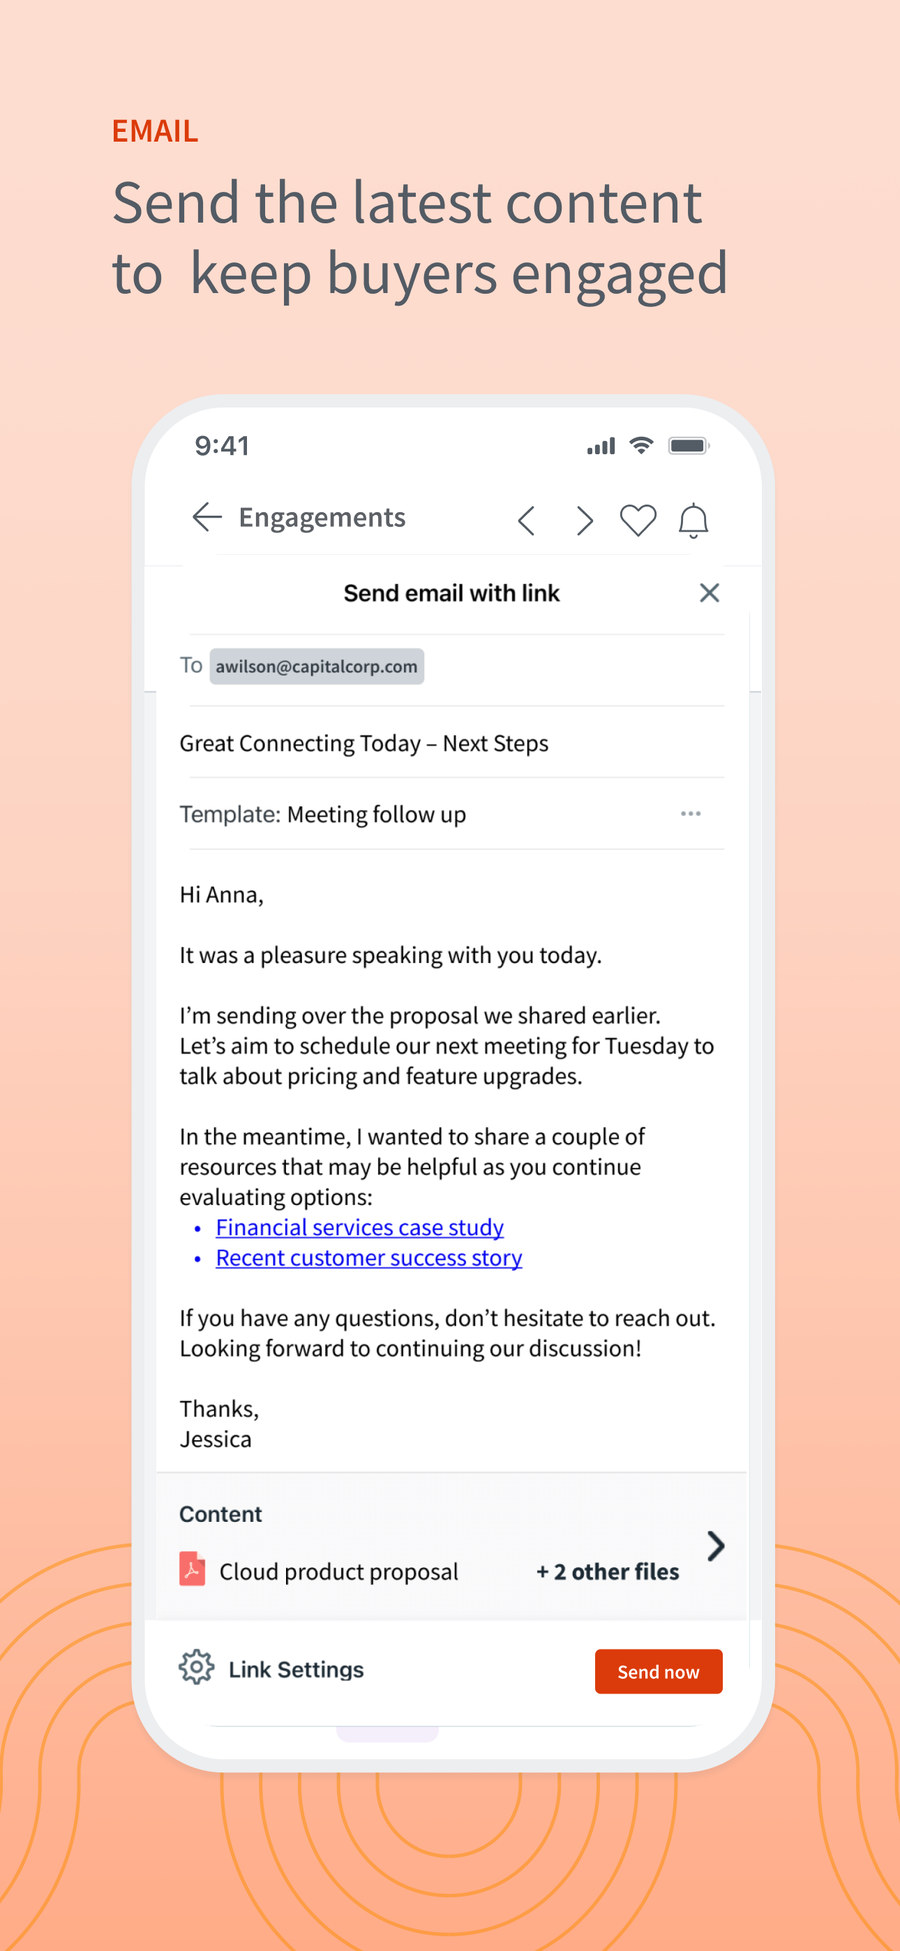 EMAIL
Send the latest content
to keep buyers engaged
9:41
Engagements
Send email with link
To awilson@capitalcorp.com
Great Connecting Today – Next Steps
Template: Meeting follow up
Hi Anna,
It was a pleasure speaking with you today.
I’m sending over the proposal we shared earlier.
Let’s aim to schedule our next meeting for Tuesday to
talk about pricing and feature upgrades.
In the meantime, I wanted to share a couple of
resources that may be helpful as you continue
evaluating options:
• Financial services case study
• Recent customer success story
If you have any questions, don’t hesitate to reach out.
Looking forward to continuing our discussion!
Thanks,
Jessica
Content
Cloud product proposal + 2 other files
Link Settings Send now